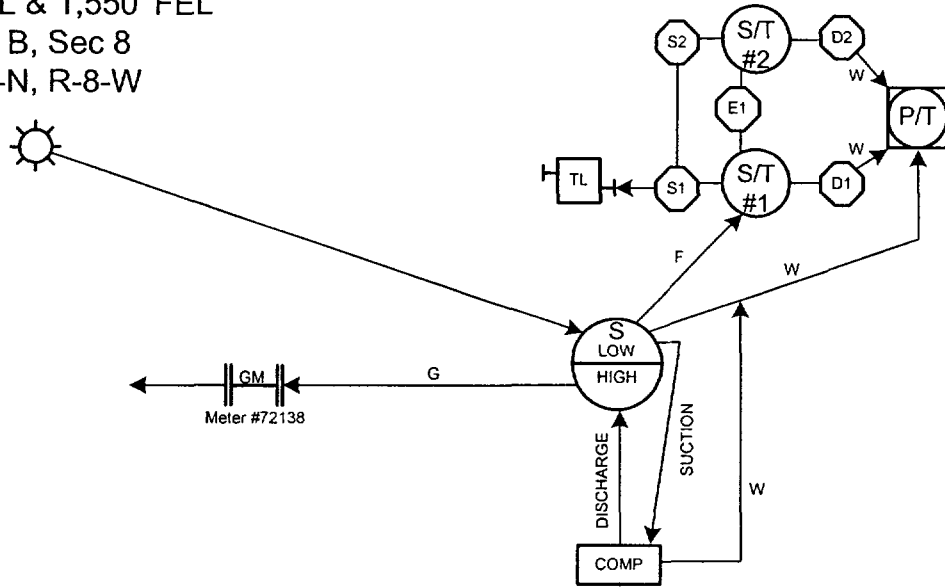 & 1,550' FEL
B, Sec 8
R-8-W
S2
S/T
#2
D2
W
E1
P/T
W
TL
S1
S/T
#1
D1
F
W
S
LOW
HIGH
G
GM
Meter #72138
DISCHARGE
SUCTION
W
COMP